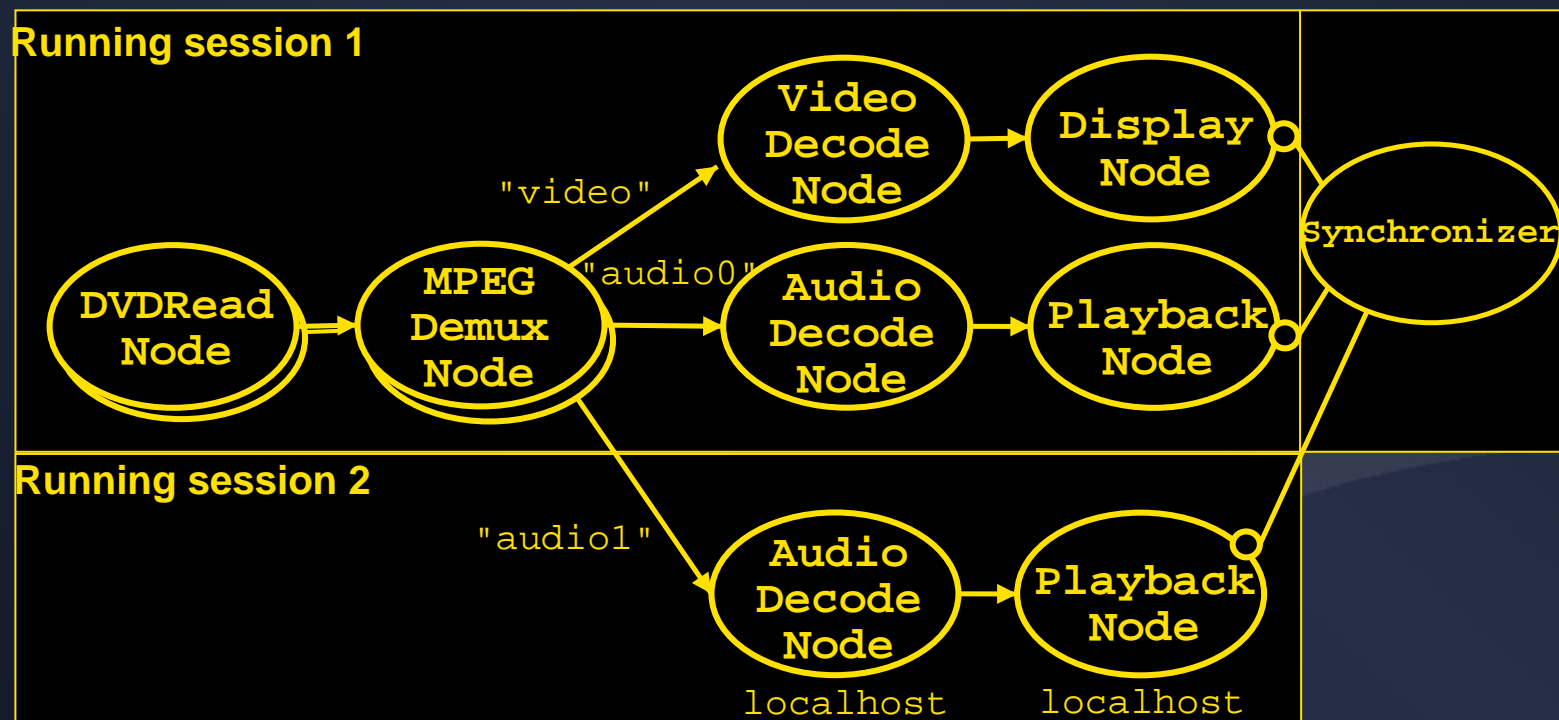 Running session 1
Video
Decode
Node
Display
Node
"video"
Synchronizer
DVDRead
Node
MPEG
Demux
Node
"audio0"
Audio
Decode
Node
Playback
Node
Running session 2
"audio1"
Audio
Decode
Node
Playback
Node
localhost
localhost